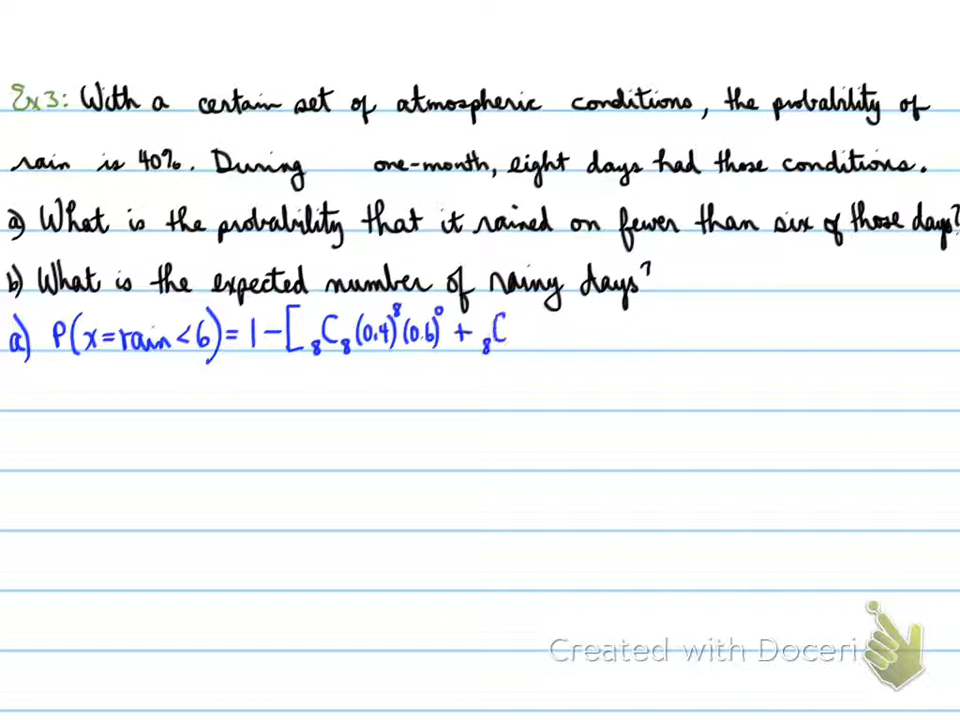 Ex3: With a certain set of atmospheric conditions, the probability of
rain is 40%. During one-month, eight days had those conditions.
a) What is the probability that it rained on fewer than six of those days?
b) What is the expected number of rainy days?
a) P(x=rain<6) = 1 - [₈C₈ (0.4)⁸ (0.6)⁰ + ₈C
Created with Doceri